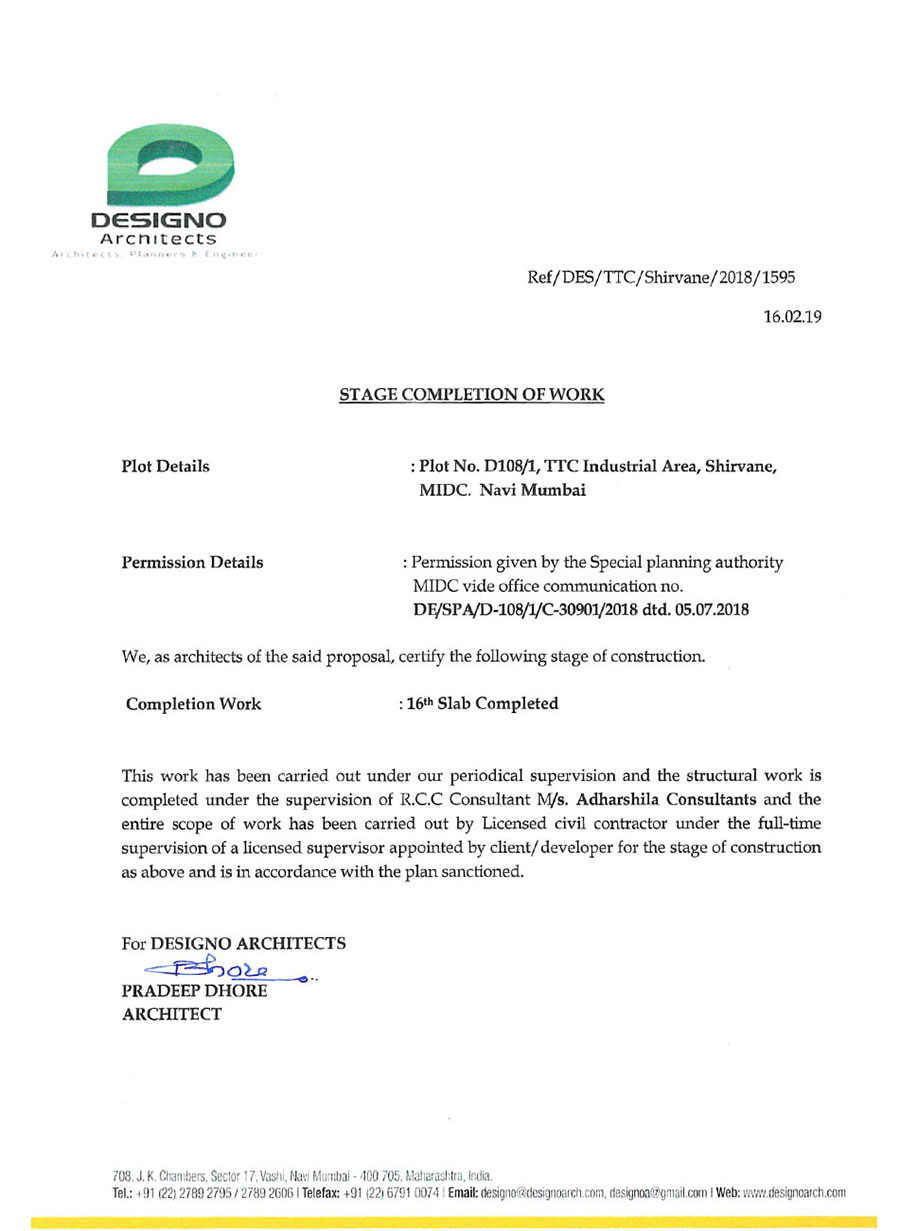 DESIGNO
Architects
Architects, Planners & Engineer
Ref/DES/TTC/Shirvane/2018/1595
16.02.19
STAGE COMPLETION OF WORK
Plot Details : Plot No. D108/1, TTC Industrial Area, Shirvane,
MIDC. Navi Mumbai
Permission Details : Permission given by the Special planning authority
MIDC vide office communication no.
DE/SPA/D-108/1/C-30901/2018 dtd. 05.07.2018
We, as architects of the said proposal, certify the following stage of construction.
Completion Work : 16th Slab Completed
This work has been carried out under our periodical supervision and the structural work is
completed under the supervision of R.C.C Consultant M/s. Adharshila Consultants and the
entire scope of work has been carried out by Licensed civil contractor under the full-time
supervision of a licensed supervisor appointed by client/developer for the stage of construction
as above and is in accordance with the plan sanctioned.
For DESIGNO ARCHITECTS
Bhore
PRADEEP DHORE
ARCHITECT
708, J. K. Chambers, Sector 17, Vashi, Navi Mumbai - 400 705, Maharashtra, India.
Tel.: +91 (22) 2789 2795 / 2789 2606 | Telefax: +91 (22) 6791 0074 | Email: designo@designoarch.com, designoa@gmail.com | Web: www.designoarch.com